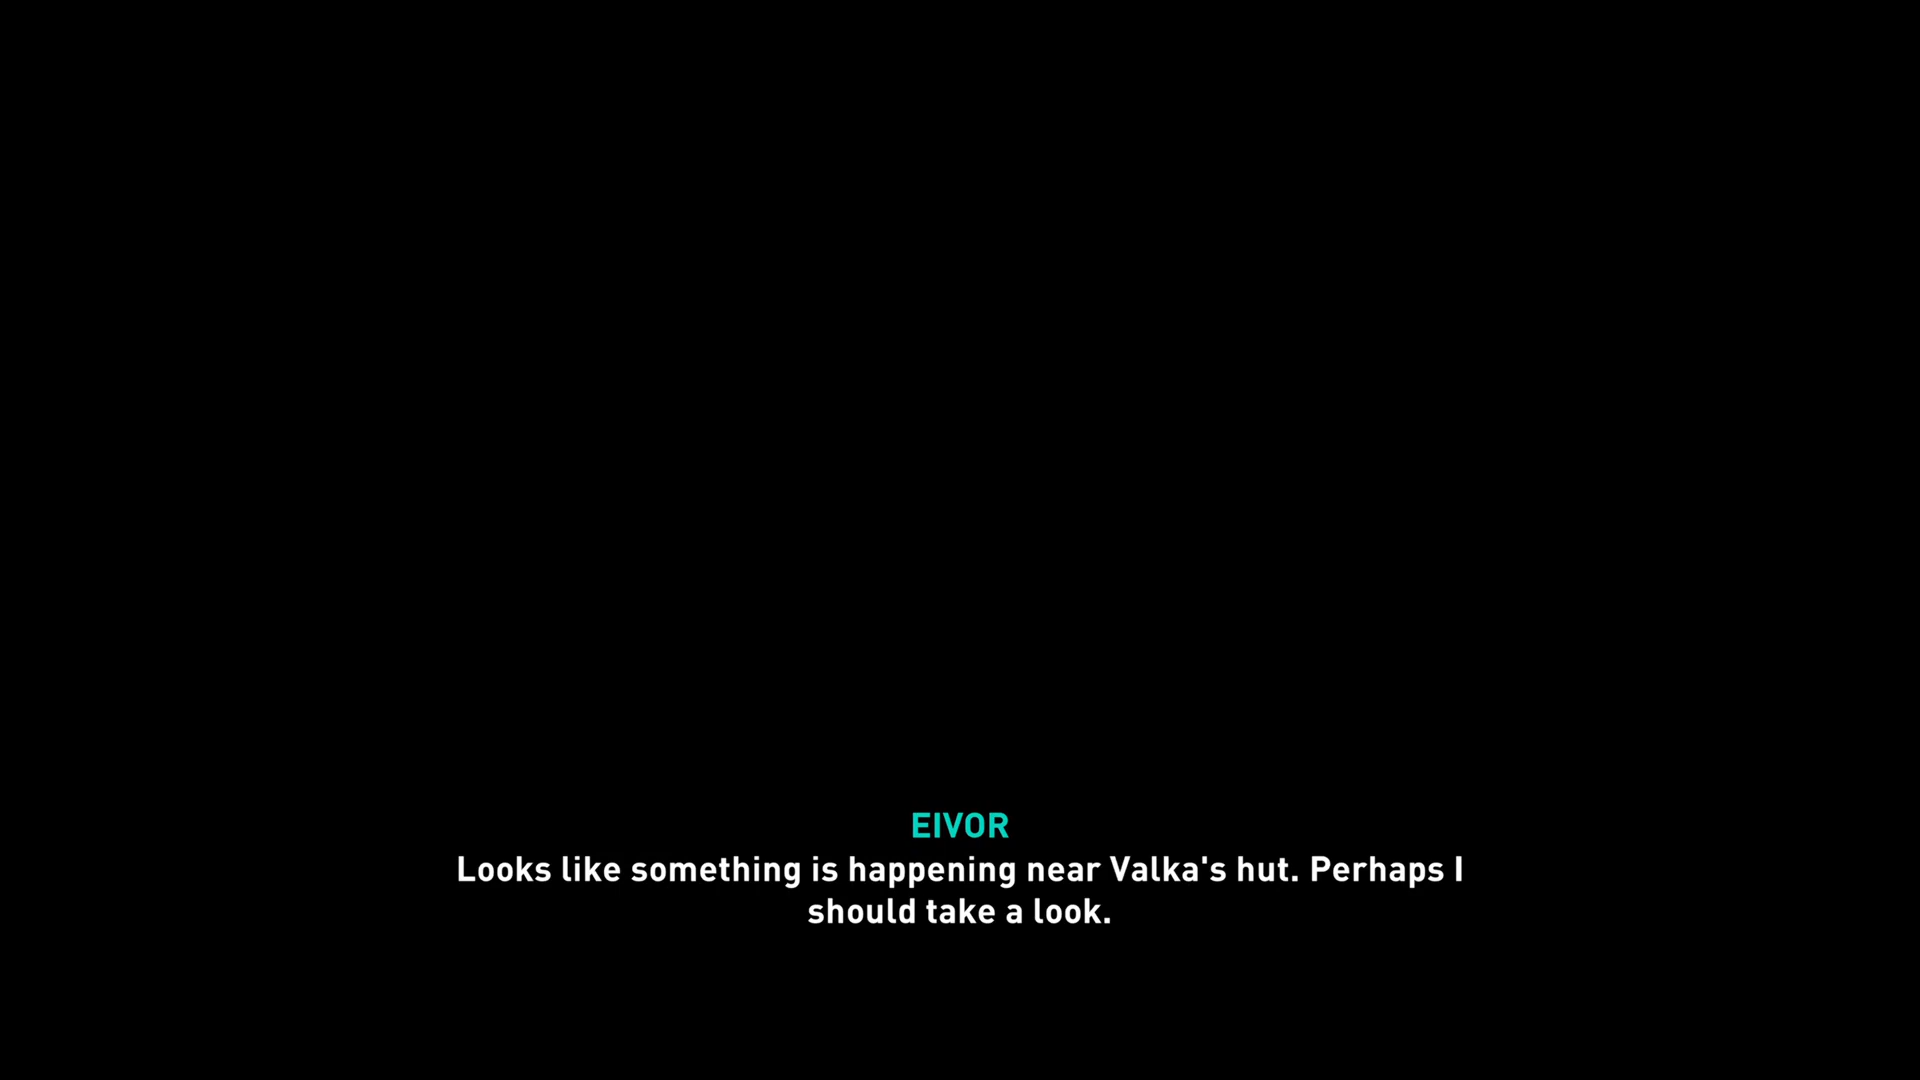 EIVOR
Looks like something is happening near Valka's hut. Perhaps I
should take a look.